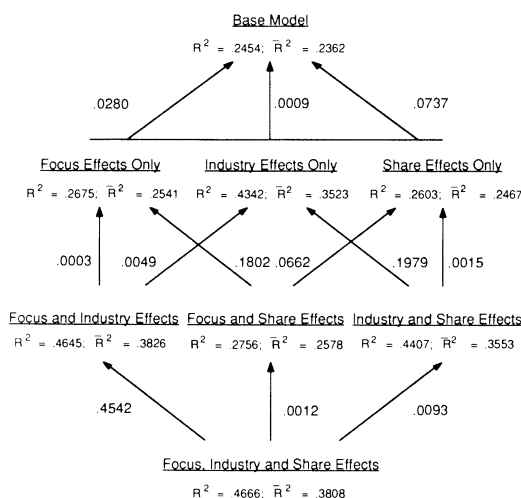 Base Model
R² = .2454; R̄² = .2362
.0280 .0009 .0737
Focus Effects Only Industry Effects Only Share Effects Only
R² = .2675; R̄² = .2541 R² = .4342; R̄² = .3523 R² = .2603; R̄² = .2467
.0003 .0049 .1802 .0662 .1979 .0015
Focus and Industry Effects Focus and Share Effects Industry and Share Effects
R² = .4645; R̄² = .3826 R² = .2756; R̄² = .2578 R² = .4407; R̄² = .3553
.4542 .0012 .0093
Focus, Industry and Share Effects
R² = .4666; R̄² = .3808